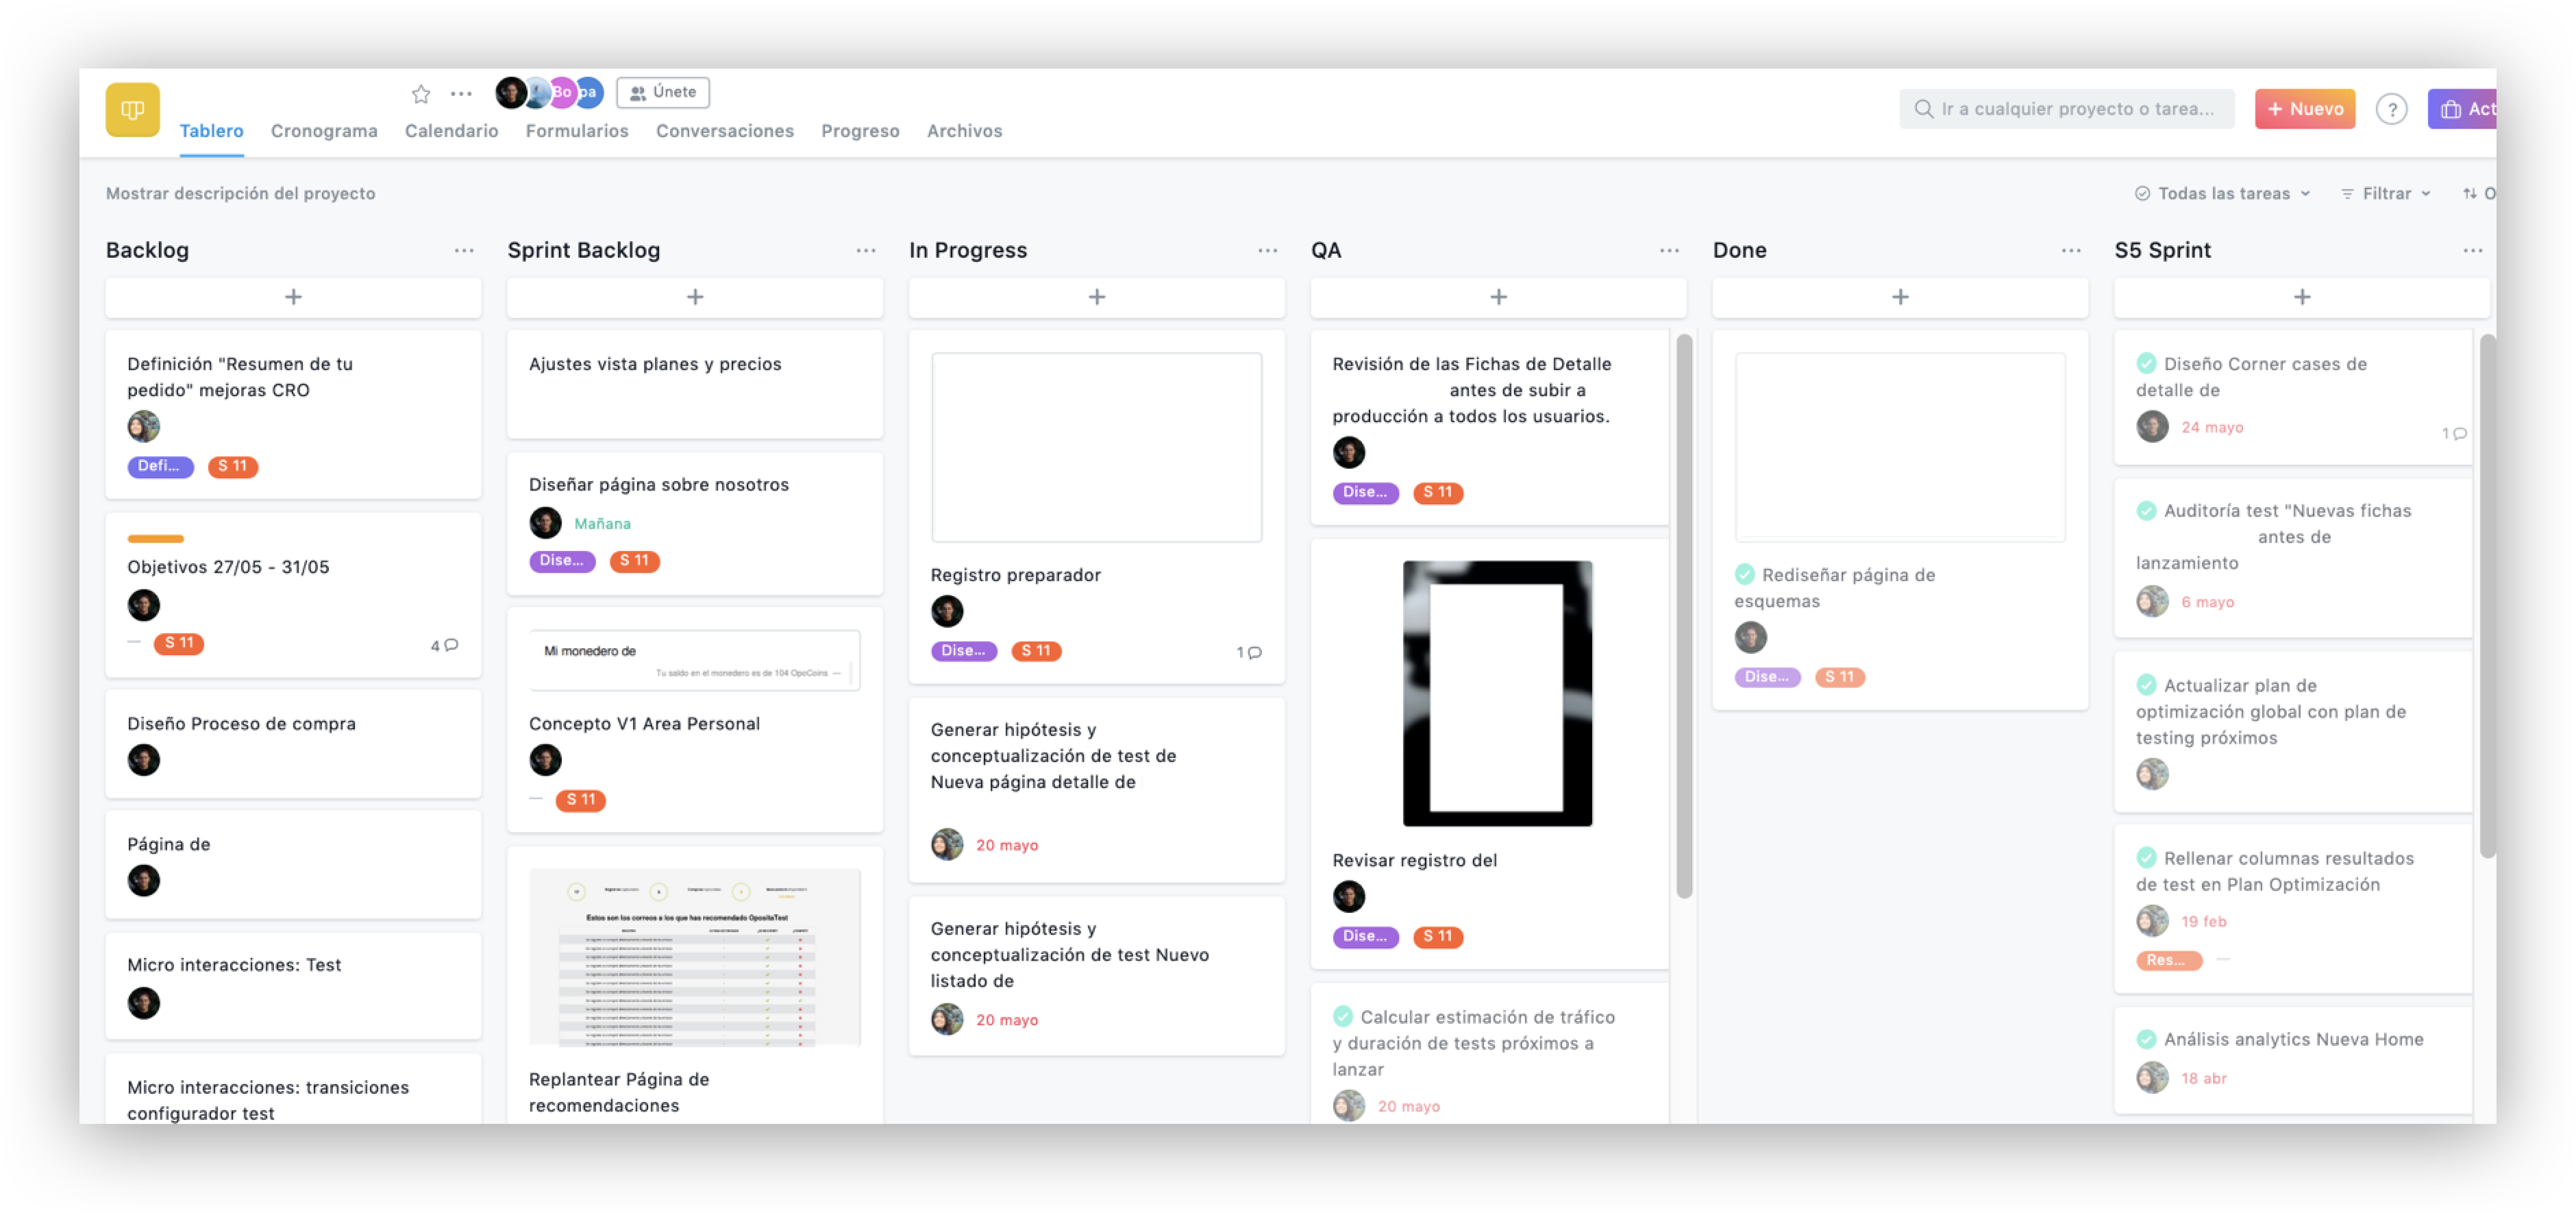 Bo
pa
Únete
Tablero
Cronograma
Calendario
Formularios
Conversaciones
Progreso
Archivos
Ir a cualquier proyecto o tarea...
+ Nuevo
?
Act
Mostrar descripción del proyecto
Todas las tareas
Filtrar
O
Backlog
+
Definición "Resumen de tu
pedido" mejoras CRO
Defi...
S 11
Objetivos 27/05 - 31/05
S 11
4
Diseño Proceso de compra
Página de
Micro interacciones: Test
Micro interacciones: transiciones
configurador test
Sprint Backlog
+
Ajustes vista planes y precios
Diseñar página sobre nosotros
Mañana
Dise...
S 11
Mi monedero de
Tu saldo en el monedero es de 104 OpoCoins —
Concepto V1 Area Personal
S 11
Estos son los correos a los que has recomendado OpositaTest
Replantear Página de
recomendaciones
In Progress
+
Registro preparador
Dise...
S 11
1
Generar hipótesis y
conceptualización de test de
Nueva página detalle de
20 mayo
Generar hipótesis y
conceptualización de test Nuevo
listado de
20 mayo
QA
+
Revisión de las Fichas de Detalle
antes de subir a
producción a todos los usuarios.
Dise...
S 11
Revisar registro del
Dise...
S 11
Calcular estimación de tráfico
y duración de tests próximos a
lanzar
20 mayo
Done
+
Rediseñar página de
esquemas
Dise...
S 11
S5 Sprint
+
Diseño Corner cases de
detalle de
24 mayo
1
Auditoría test "Nuevas fichas
antes de
lanzamiento
6 mayo
Actualizar plan de
optimización global con plan de
testing próximos
Rellenar columnas resultados
de test en Plan Optimización
19 feb
Res...
Análisis analytics Nueva Home
18 abr